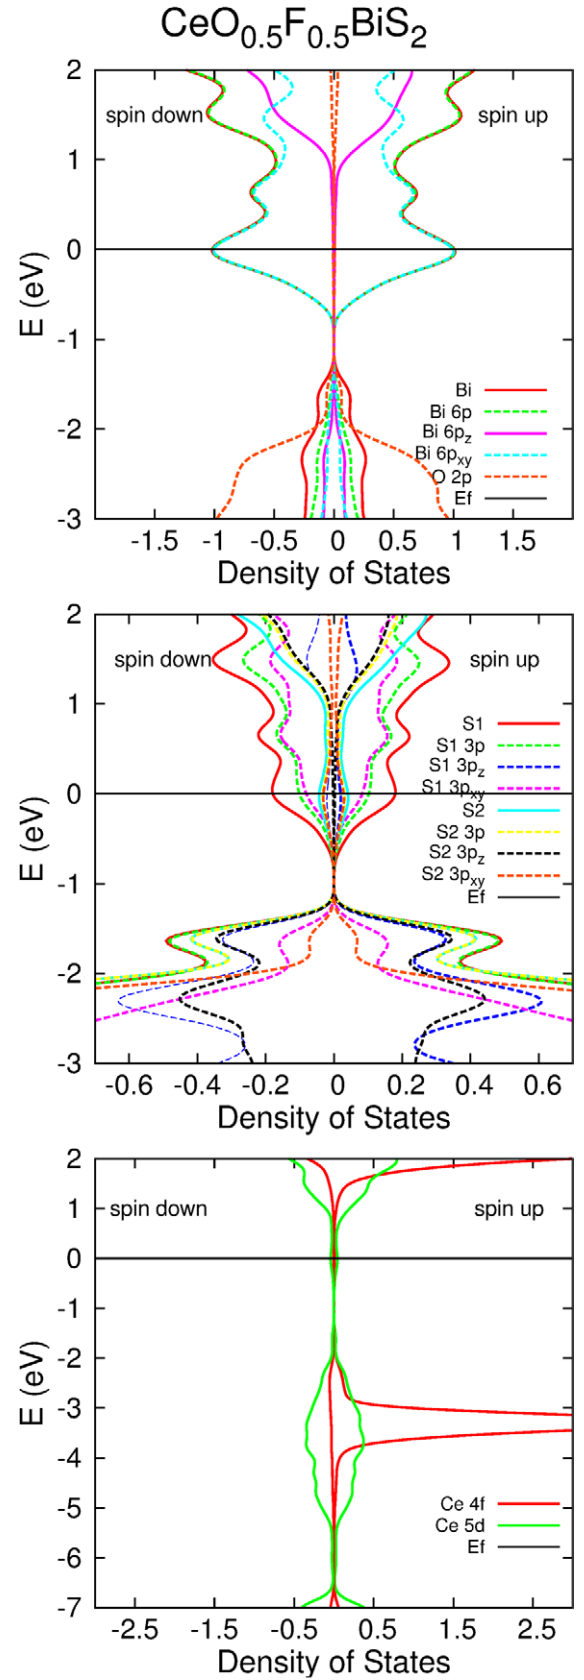 CeO0.5F0.5BiS2
2
spin down
spin up
1
0
E (eV)
-1
Bi
Bi 6p
Bi 6pz
-2
Bi 6pxy
O 2p
Ef
-3
-1.5 -1 -0.5 0 0.5 1 1.5
Density of States
2
spin down
spin up
1
S1
S1 3p
S1 3pz
0
S1 3pxy
E (eV)
S2
S2 3p
S2 3pz
-1
S2 3pxy
Ef
-2
-3
-0.6 -0.4 -0.2 0 0.2 0.4 0.6
Density of States
2
spin down
spin up
1
0
-1
-2
E (eV)
-3
-4
-5
Ce 4f
Ce 5d
-6
Ef
-7
-2.5 -1.5 -0.5 0.5 1.5 2.5
Density of States